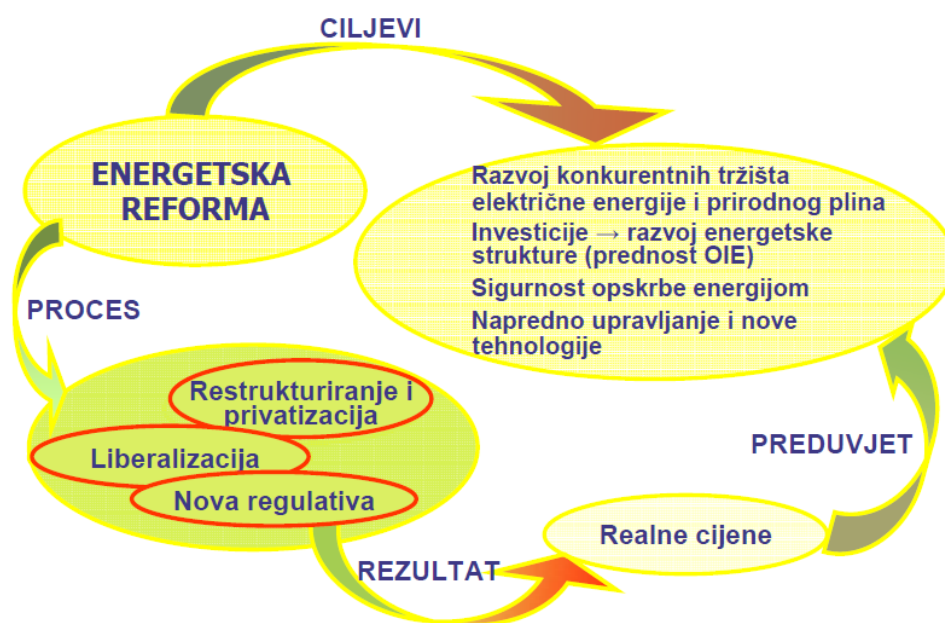 CILJEVI
ENERGETSKA
REFORMA
Razvoj konkurentnih tržišta
električne energije i prirodnog plina
Investicije → razvoj energetske
strukture (prednost OIE)
Sigurnost opskrbe energijom
Napredno upravljanje i nove
tehnologije
PROCES
Restrukturiranje i
privatizacija
Liberalizacija
Nova regulativa
PREDUVJET
Realne cijene
REZULTAT